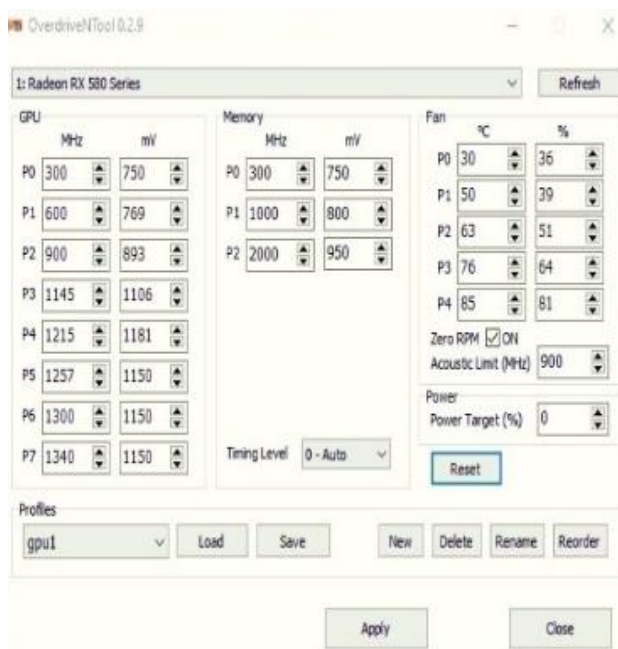 OverdriveNTool 0.2.9
1: Radeon RX 580 Series
Refresh
GPU
MHz mV
P0 300 750
P1 600 769
P2 900 893
P3 1145 1106
P4 1215 1181
P5 1257 1150
P6 1300 1150
P7 1340 1150
Memory
MHz mV
P0 300 750
P1 1000 800
P2 2000 950
Timing Level 0 - Auto
Fan
ºC %
P0 30 36
P1 50 39
P2 63 51
P3 76 64
P4 85 81
Zero RPM ON
Acoustic Limit (MHz) 900
Power
Power Target (%) 0
Reset
Profiles
gpu1 Load Save New Delete Rename Reorder
Apply Close